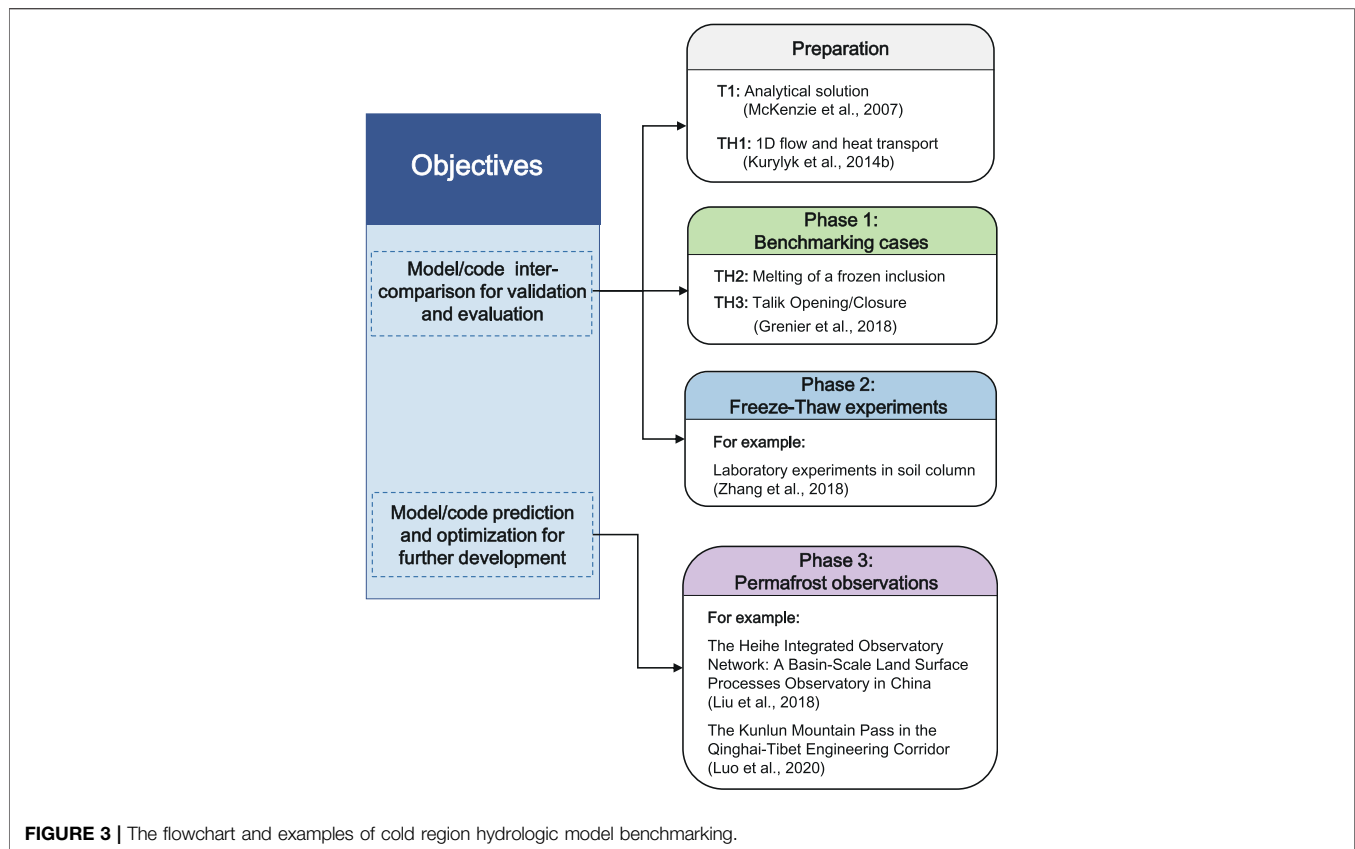 Objectives
Model/code inter-
comparison for validation
and evaluation
Model/code prediction
and optimization for
further development
Preparation
T1: Analytical solution
(McKenzie et al., 2007)
TH1: 1D flow and heat transport
(Kurylyk et al., 2014b)
Phase 1:
Benchmarking cases
TH2: Melting of a frozen inclusion
TH3: Talik Opening/Closure
(Grenier et al., 2018)
Phase 2:
Freeze-Thaw experiments
For example:
Laboratory experiments in soil column
(Zhang et al., 2018)
Phase 3:
Permafrost observations
For example:
The Heihe Integrated Observatory
Network: A Basin-Scale Land Surface
Processes Observatory in China
(Liu et al., 2018)
The Kunlun Mountain Pass in the
Qinghai-Tibet Engineering Corridor
(Luo et al., 2020)
FIGURE 3 | The flowchart and examples of cold region hydrologic model benchmarking.